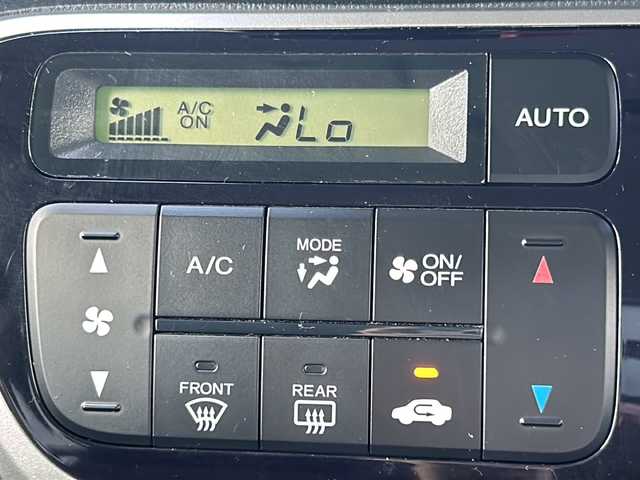 A/C
ON
Lo
AUTO
A/C
MODE
ON/
OFF
FRONT
REAR